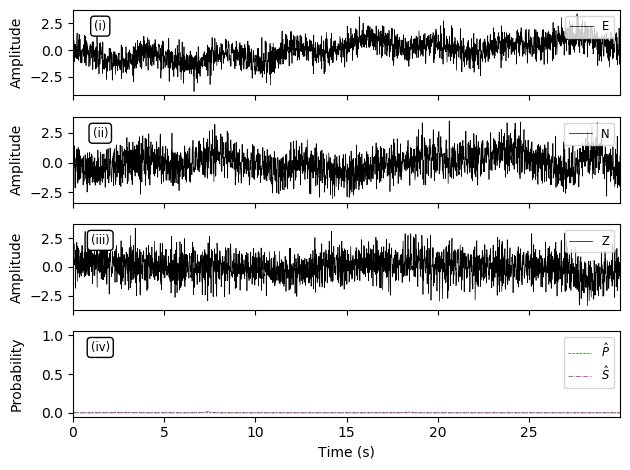 (i)
E
Amplitude
2.5
0.0
−2.5
(ii)
N
Amplitude
2.5
0.0
−2.5
(iii)
Z
Amplitude
2.5
0.0
−2.5
(iv)
P̂
Ŝ
Probability
1.0
0.5
0.0
0 5 10 15 20 25
Time (s)